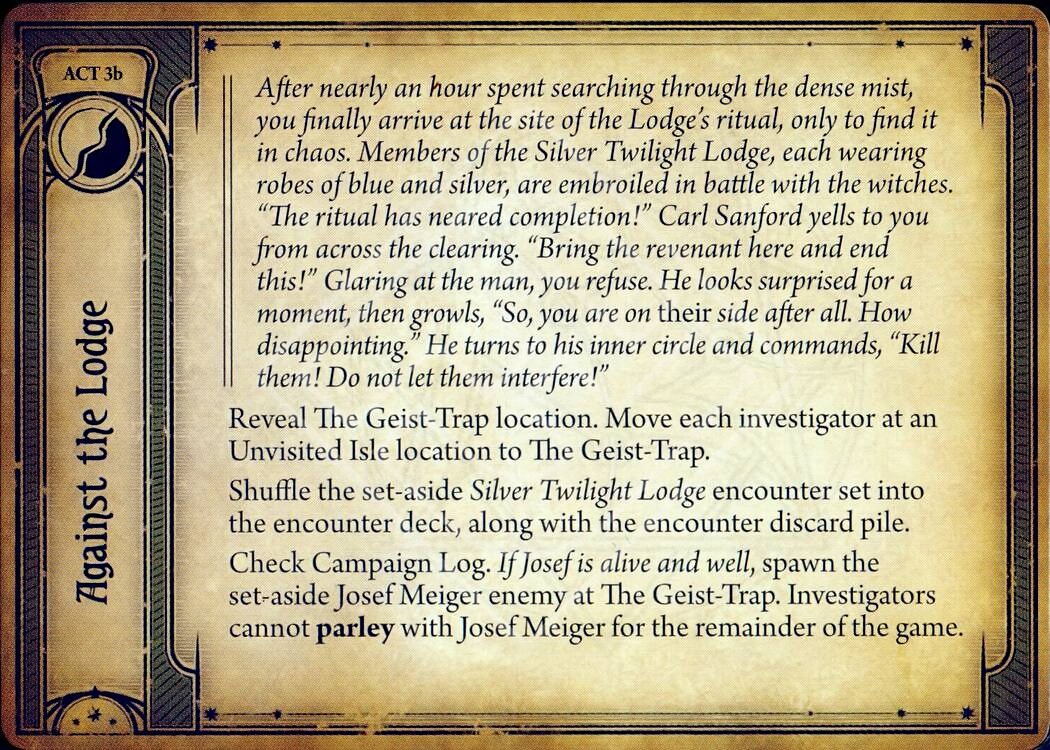 ACT 3b
Against the Lodge
After nearly an hour spent searching through the dense mist,
you finally arrive at the site of the Lodge's ritual, only to find it
in chaos. Members of the Silver Twilight Lodge, each wearing
robes of blue and silver, are embroiled in battle with the witches.
“The ritual has neared completion!” Carl Sanford yells to you
from across the clearing. “Bring the revenant here and end
this!” Glaring at the man, you refuse. He looks surprised for a
moment, then growls, “So, you are on their side after all. How
disappointing.” He turns to his inner circle and commands, “Kill
them! Do not let them interfere!”
Reveal The Geist-Trap location. Move each investigator at an
Unvisited Isle location to The Geist-Trap.
Shuffle the set-aside Silver Twilight Lodge encounter set into
the encounter deck, along with the encounter discard pile.
Check Campaign Log. If Josef is alive and well, spawn the
set-aside Josef Meiger enemy at The Geist-Trap. Investigators
cannot parley with Josef Meiger for the remainder of the game.